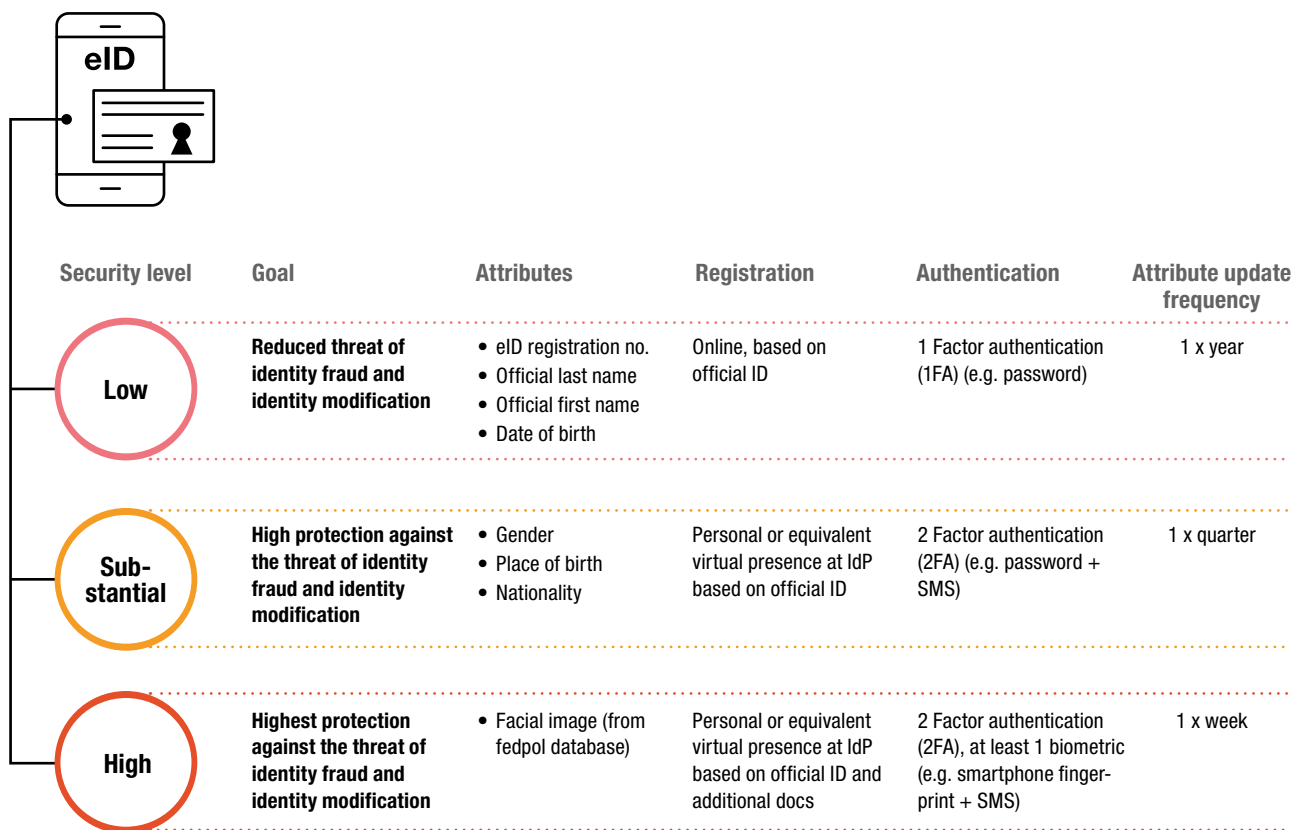 eID
Security level
Goal
Attributes
Registration
Authentication
Attribute update
frequency
Low
Reduced threat of
identity fraud and
identity modification
• eID registration no.
• Official last name
• Official first name
• Date of birth
Online, based on
official ID
1 Factor authentication
(1FA) (e.g. password)
1 x year
Sub-
stantial
High protection against
the threat of identity
fraud and identity
modification
• Gender
• Place of birth
• Nationality
Personal or equivalent
virtual presence at IdP
based on official ID
2 Factor authentication
(2FA) (e.g. password +
SMS)
1 x quarter
High
Highest protection
against the threat of
identity fraud and
identity modification
• Facial image (from
fedpol database)
Personal or equivalent
virtual presence at IdP
based on official ID and
additional docs
2 Factor authentication
(2FA), at least 1 biometric
(e.g. smartphone finger-
print + SMS)
1 x week